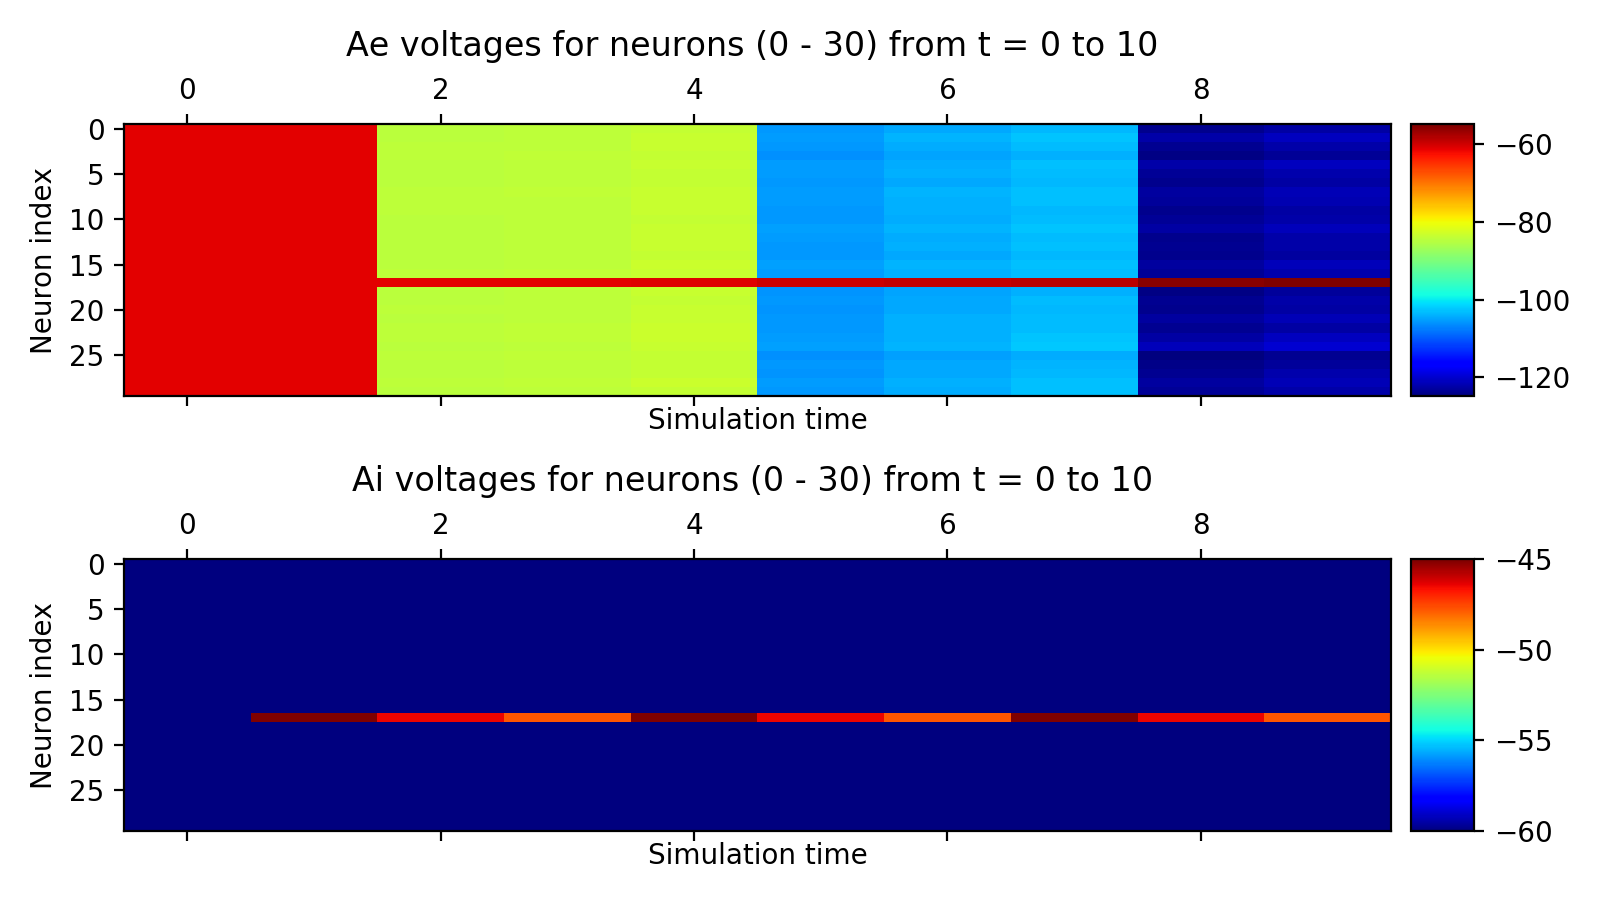 Ae voltages for neurons (0 - 30) from t = 0 to 10
0 2 4 6 8
Neuron index
0
5
10
15
20
25
−60
−80
−100
−120
Simulation time
Ai voltages for neurons (0 - 30) from t = 0 to 10
0 2 4 6 8
Neuron index
0
5
10
15
20
25
−45
−50
−55
−60
Simulation time